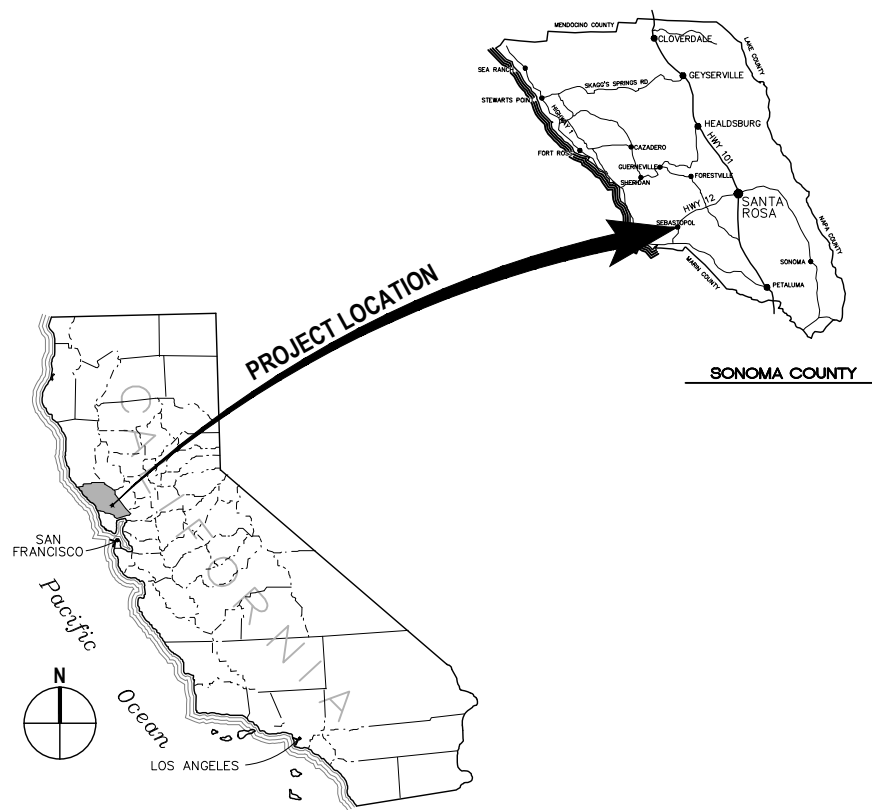 MENDOCINO COUNTY
CLOVERDALE
LAKE COUNTY
SEA RANCH
GEYSERVILLE
SKAGG'S SPRINGS RD
STEWARTS POINT
HIGHWAY 1
HEALDSBURG
HWY 101
FORT ROSS
CAZADERO
GUERNEVILLE
SHERIDAN
FORESTVILLE
HWY 12
SANTA
ROSA
SEBASTOPOL
NAPA COUNTY
MARIN COUNTY
SONOMA
PETALUMA
SONOMA COUNTY
PROJECT LOCATION
CALIFORNIA
SAN
FRANCISCO
Pacific
Ocean
N
LOS ANGELES